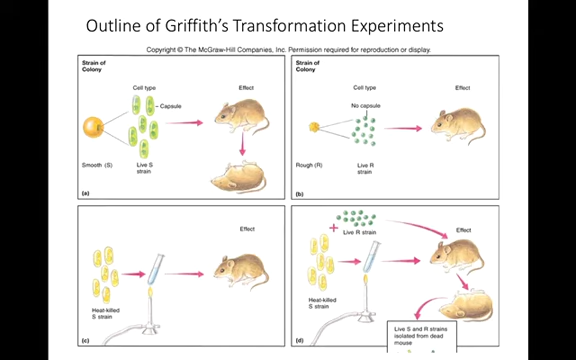 Outline of Griffith's Transformation Experiments
Copyright © The McGraw-Hill Companies, Inc. Permission required for reproduction or display.
Strain of
Colony
Cell type
Effect
Capsule
Smooth (S)
Live S
strain
(a)
Strain of
Colony
Cell type
Effect
No capsule
Rough (R)
Live R
strain
(b)
Effect
Heat-killed
S strain
(c)
+
Live R strain
Effect
Heat-killed
S strain
Live S and R strains
isolated from dead
mouse
(d)